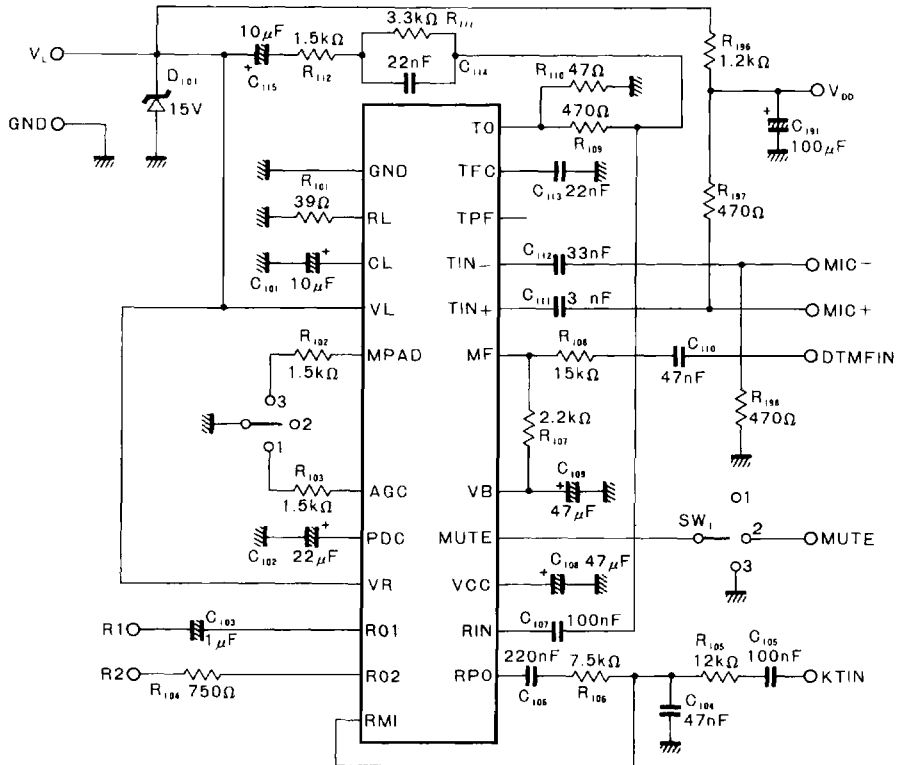 10μF
1.5kΩ
3.3kΩ R111
VL
C115
R112
22nF
C114
R196
1.2kΩ
D101
15V
GND
R110
47Ω
VDD
C191
100μF
TO
470Ω
R109
GND
TFC
C113
22nF
R101
39Ω
RL
TPF
R197
470Ω
CL
C101
10μF
TIN-
C112
33nF
MIC-
VL
TIN+
C111
3 nF
MIC+
R102
1.5kΩ
MPAD
MF
R108
15kΩ
C110
47nF
DTMFIN
3
2
1
2.2kΩ
R107
R198
470Ω
R103
1.5kΩ
AGC
VB
C109
47μF
1
C102
22μF
PDC
MUTE
SW1
2
MUTE
3
VR
VCC
C108
47μF
R1
C103
1μF
RO1
RIN
C107
100nF
R2
R104
750Ω
RO2
RPO
220nF
C106
7.5kΩ
R106
R105
12kΩ
C105
100nF
KTIN
RMI
C104
47nF